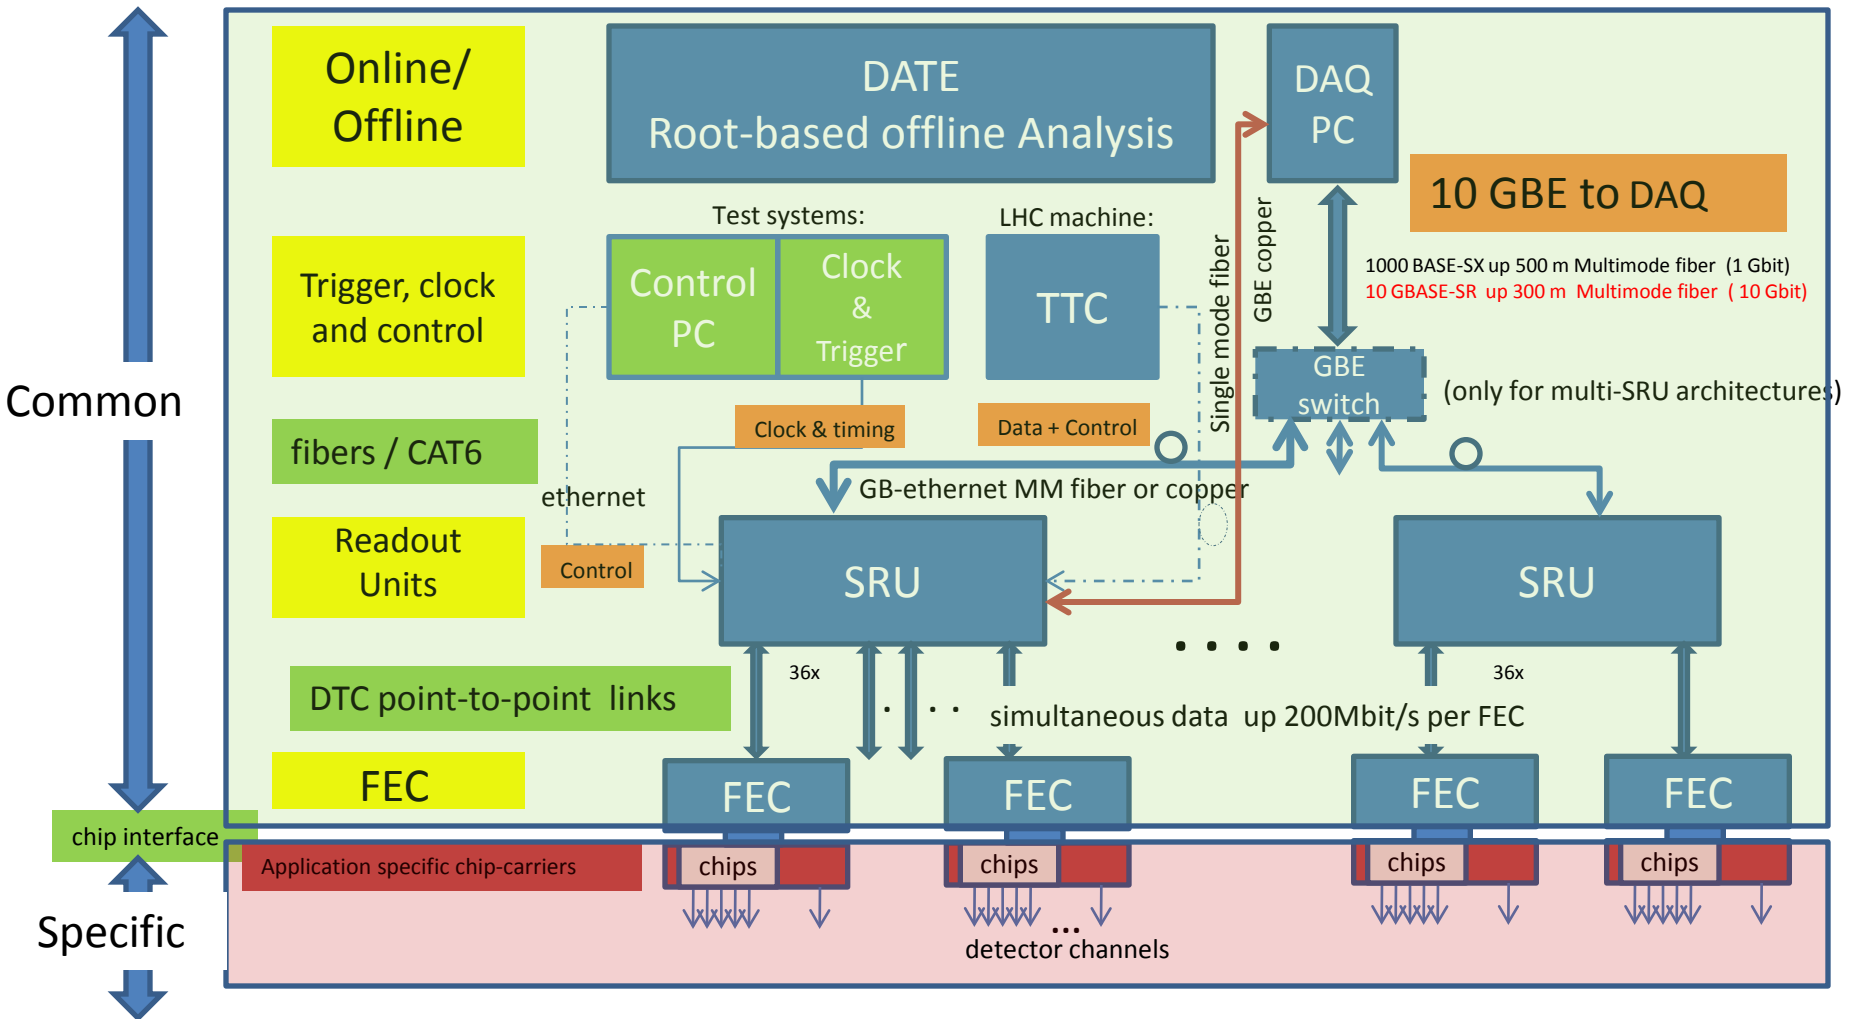 Online/
Offline
DATE
Root-based offline Analysis
DAQ
PC
10 GBE to DAQ
Test systems:
LHC machine:
Single mode fiber
GBE copper
Trigger, clock
and control
Control
PC
Clock
&
Trigger
TTC
1000 BASE-SX up 500 m Multimode fiber (1 Gbit)
10 GBASE-SR up 300 m Multimode fiber ( 10 Gbit)
GBE
switch
(only for multi-SRU architectures)
Common
fibers / CAT6
Clock & timing
Data + Control
ethernet
GB-ethernet MM fiber or copper
Readout
Units
Control
SRU
SRU
. . . .
36x
36x
DTC point-to-point links
. . .
simultaneous data up 200Mbit/s per FEC
FEC
FEC
FEC
FEC
FEC
chip interface
Application specific chip-carriers
chips
chips
chips
chips
Specific
...
detector channels